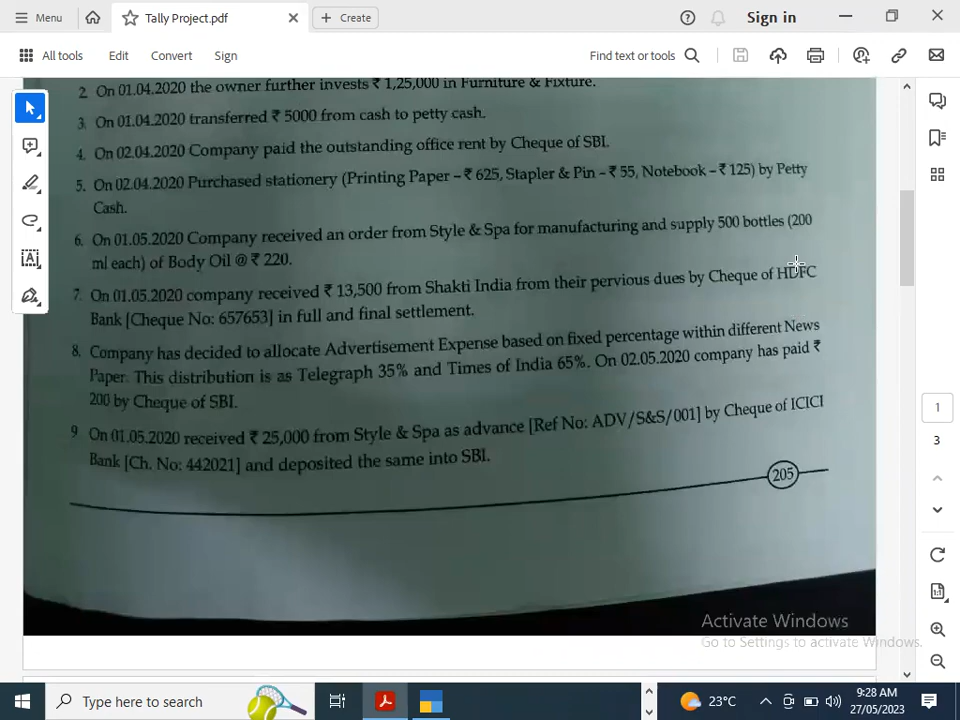 Menu
Tally Project.pdf
Create
Sign in
All tools
Edit
Convert
Sign
Find text or tools
2. On 01.04.2020 the owner further invests ₹ 1,25,000 in Furniture & Fixture.
3. On 01.04.2020 transferred ₹ 5000 from cash to petty cash.
4. On 02.04.2020 Company paid the outstanding office rent by Cheque of SBI.
5. On 02.04.2020 Purchased stationery (Printing Paper – ₹ 625, Stapler & Pin – ₹ 55, Notebook – ₹ 125) by Petty
Cash.
6. On 01.05.2020 Company received an order from Style & Spa for manufacturing and supply 500 bottles (200
ml each) of Body Oil @ ₹ 220.
7. On 01.05.2020 company received ₹ 13,500 from Shakti India from their pervious dues by Cheque of HDFC
Bank [Cheque No: 657653] in full and final settlement.
8. Company has decided to allocate Advertisement Expense based on fixed percentage within different News
Paper. This distribution is as Telegraph 35% and Times of India 65%. On 02.05.2020 company has paid ₹
200 by Cheque of SBI.
9 On 01.05.2020 received ₹ 25,000 from Style & Spa as advance [Ref No: ADV/S&S/001] by Cheque of ICICI
Bank [Ch. No: 442021] and deposited the same into SBI.
205
1
3
1:1
Activate Windows
Go to Settings to activate Windows.
Type here to search
23°C
9:28 AM
27/05/2023